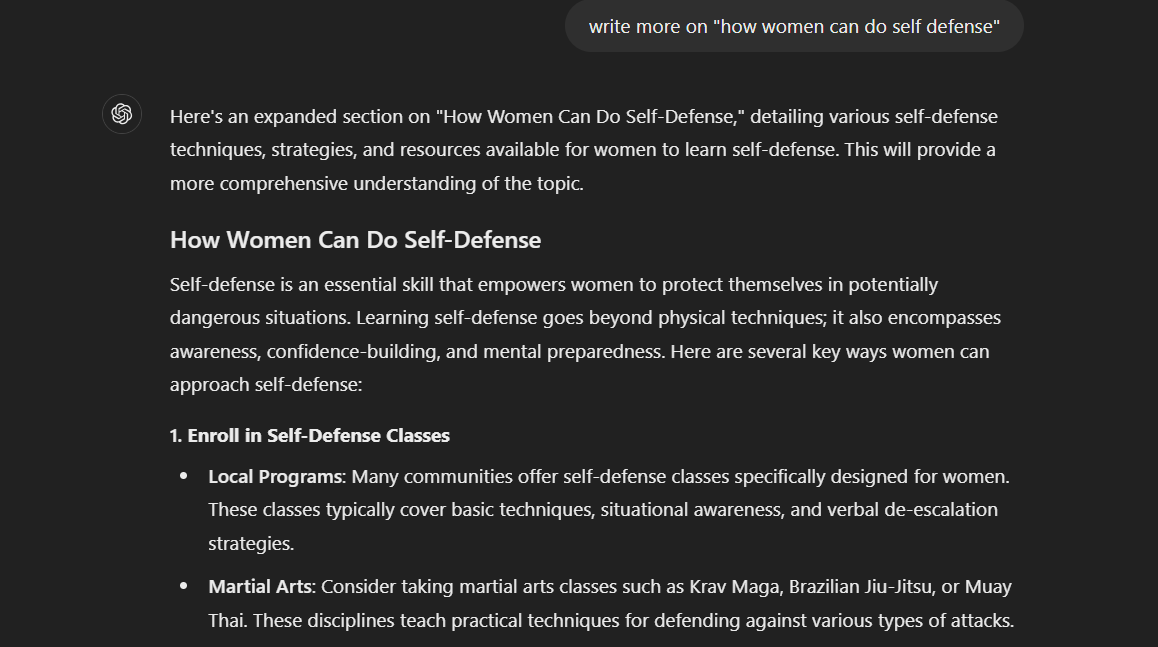 write more on "how women can do self defense"
Here's an expanded section on "How Women Can Do Self-Defense," detailing various self-defense
techniques, strategies, and resources available for women to learn self-defense. This will provide a
more comprehensive understanding of the topic.
How Women Can Do Self-Defense
Self-defense is an essential skill that empowers women to protect themselves in potentially
dangerous situations. Learning self-defense goes beyond physical techniques; it also encompasses
awareness, confidence-building, and mental preparedness. Here are several key ways women can
approach self-defense:
1. Enroll in Self-Defense Classes
• Local Programs: Many communities offer self-defense classes specifically designed for women.
These classes typically cover basic techniques, situational awareness, and verbal de-escalation
strategies.
• Martial Arts: Consider taking martial arts classes such as Krav Maga, Brazilian Jiu-Jitsu, or Muay
Thai. These disciplines teach practical techniques for defending against various types of attacks.